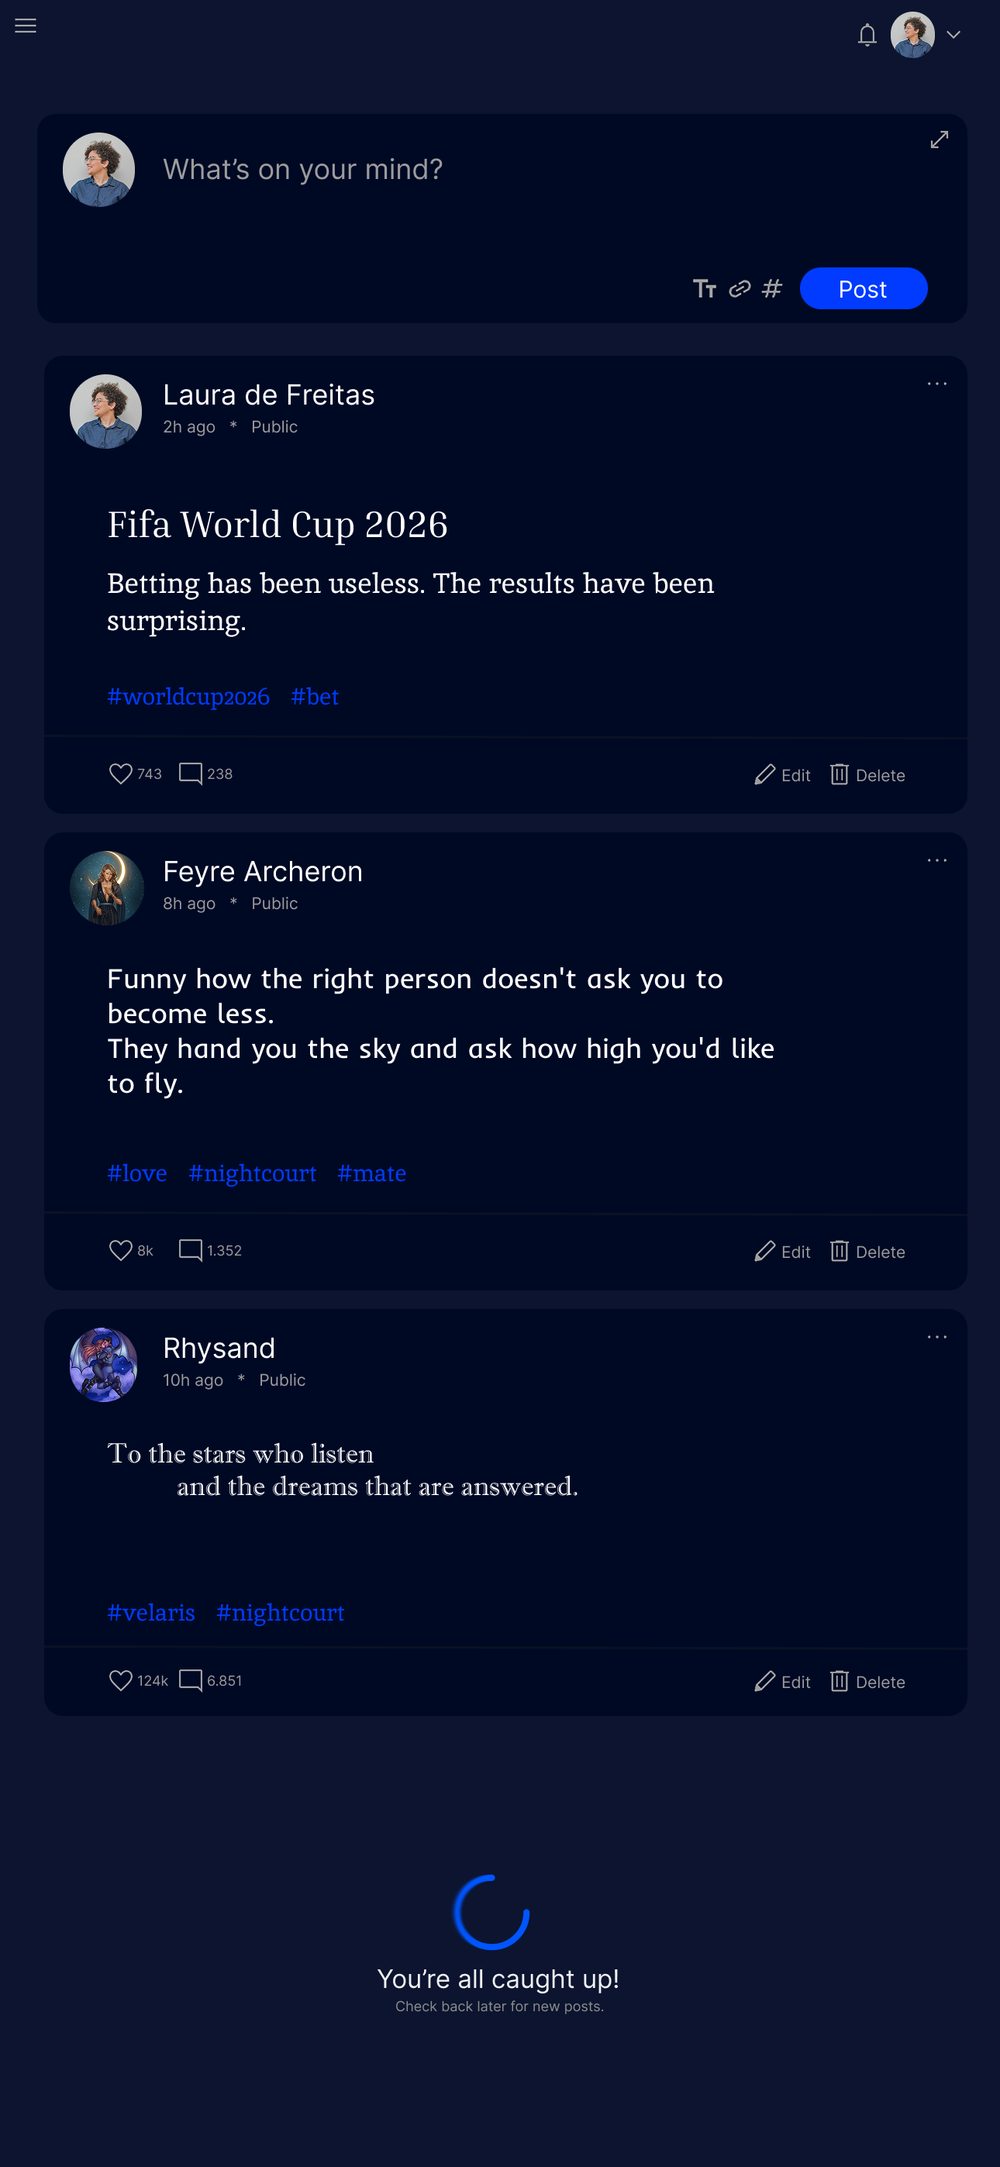 What’s on your mind?
Tт # Post
Laura de Freitas
...
2h ago * Public
Fifa World Cup 2026
Betting has been useless. The results have been
surprising.
#worldcup2026 #bet
743 238 Edit Delete
Feyre Archeron
...
8h ago * Public
Funny how the right person doesn't ask you to
become less.
They hand you the sky and ask how high you'd like
to fly.
#love #nightcourt #mate
8k 1.352 Edit Delete
Rhysand
...
10h ago * Public
To the stars who listen
and the dreams that are answered.
#velaris #nightcourt
124k 6.851 Edit Delete
You’re all caught up!
Check back later for new posts.